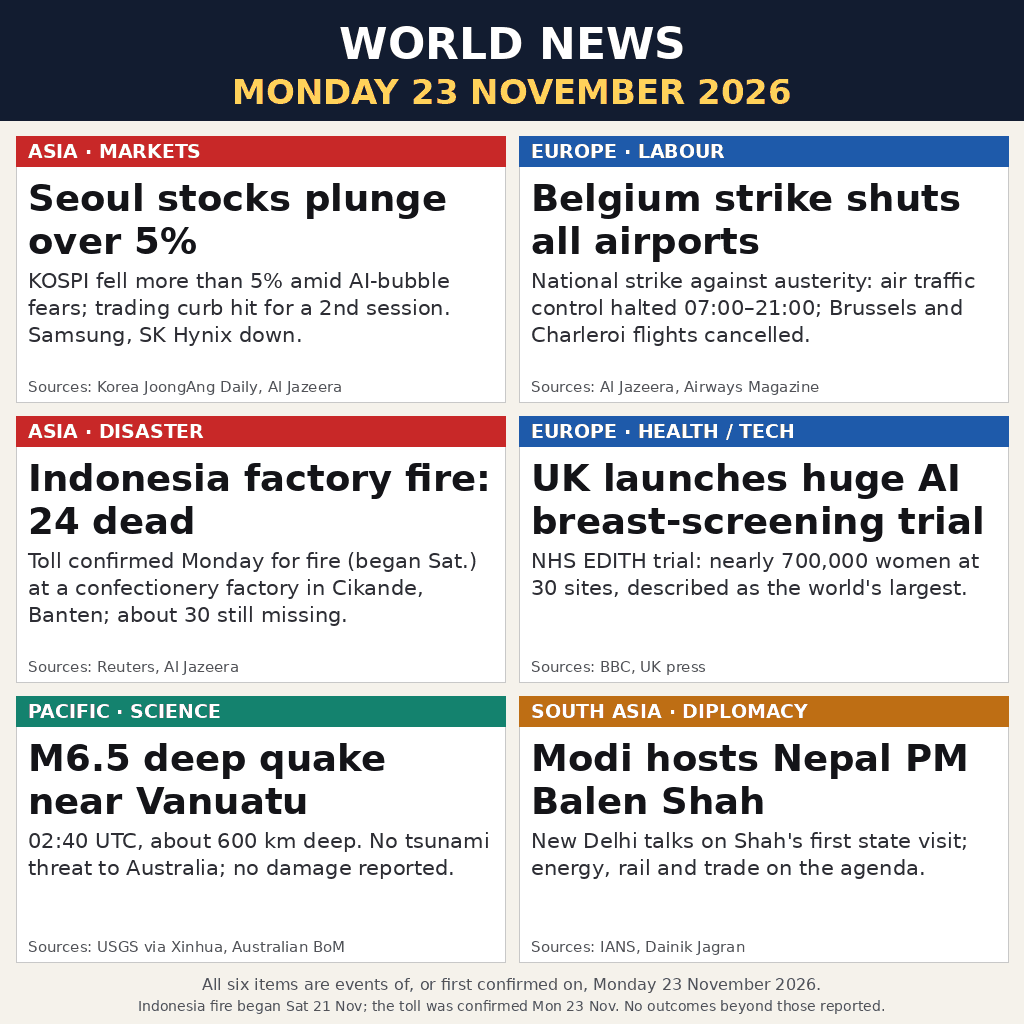 WORLD NEWS
MONDAY 23 NOVEMBER 2026
ASIA · MARKETS
Seoul stocks plunge
over 5%
KOSPI fell more than 5% amid AI-bubble
fears; trading curb hit for a 2nd session.
Samsung, SK Hynix down.
Sources: Korea JoongAng Daily, Al Jazeera
EUROPE · LABOUR
Belgium strike shuts
all airports
National strike against austerity: air traffic
control halted 07:00–21:00; Brussels and
Charleroi flights cancelled.
Sources: Al Jazeera, Airways Magazine
ASIA · DISASTER
Indonesia factory fire:
24 dead
Toll confirmed Monday for fire (began Sat.)
at a confectionery factory in Cikande,
Banten; about 30 still missing.
Sources: Reuters, Al Jazeera
EUROPE · HEALTH / TECH
UK launches huge AI
breast-screening trial
NHS EDITH trial: nearly 700,000 women at
30 sites, described as the world's largest.
Sources: BBC, UK press
PACIFIC · SCIENCE
M6.5 deep quake
near Vanuatu
02:40 UTC, about 600 km deep. No tsunami
threat to Australia; no damage reported.
Sources: USGS via Xinhua, Australian BoM
SOUTH ASIA · DIPLOMACY
Modi hosts Nepal PM
Balen Shah
New Delhi talks on Shah's first state visit;
energy, rail and trade on the agenda.
Sources: IANS, Dainik Jagran
All six items are events of, or first confirmed on, Monday 23 November 2026.
Indonesia fire began Sat 21 Nov; the toll was confirmed Mon 23 Nov. No outcomes beyond those reported.